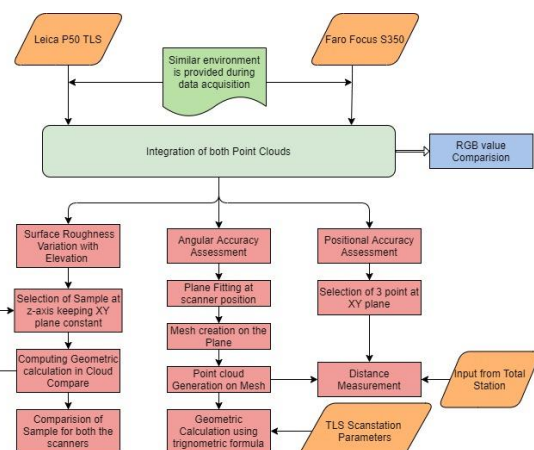 Leica P50 TLS
Faro Focus S350
Similar environment
is provided during
data acquisition
Integration of both Point Clouds
RGB value
Comparision
Surface Roughness
Variation with
Elevation
Angular Accuracy
Assessment
Positional Accuracy
Assessment
Selection of Sample at
z-axis keeping XY
plane constant
Plane Fitting at
scanner position
Selection of 3 point at
XY plane
Mesh creation on the
Plane
Computing Geometric
calculation in Cloud
Compare
Point cloud
Generation on Mesh
Distance
Measurement
Input from Total
Station
Comparision of
Sample for both the
scanners
Geometric
Calculation using
trignometric formula
TLS Scanstation
Parameters